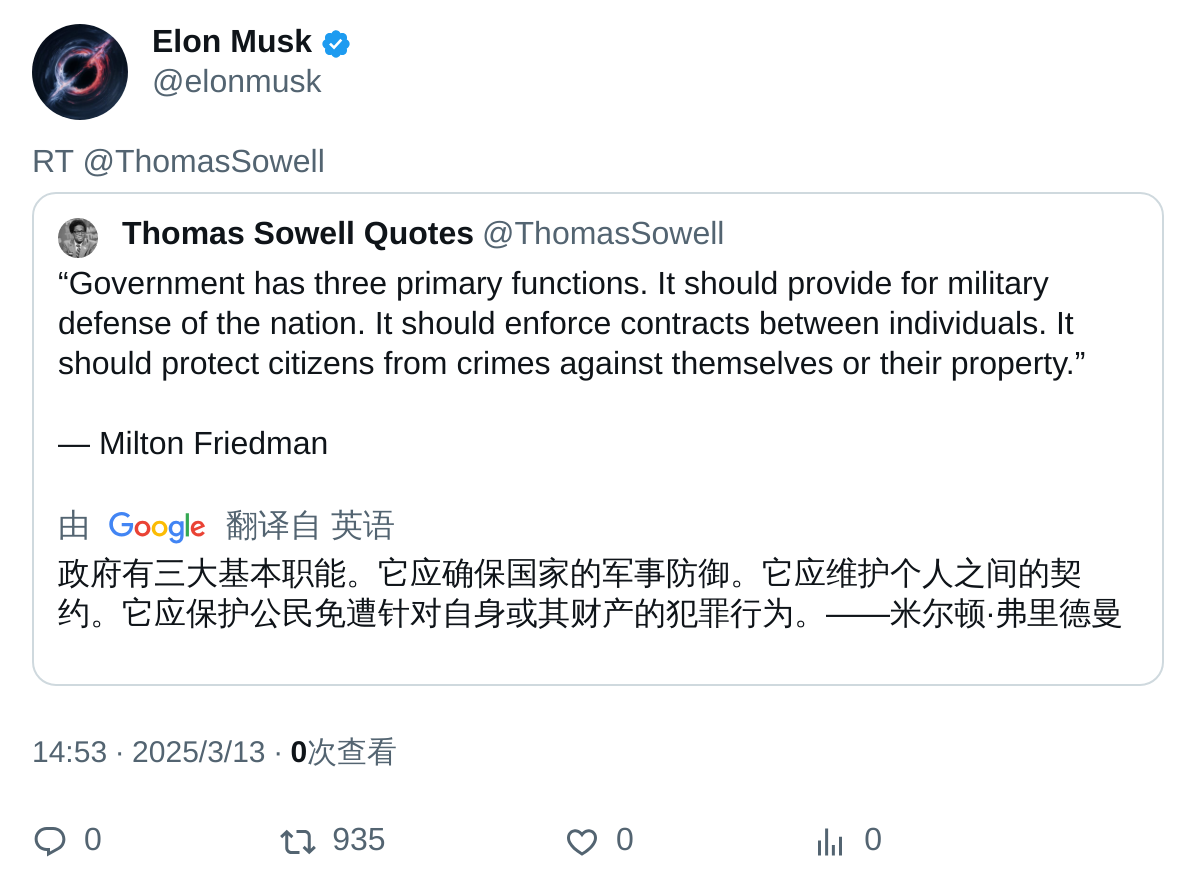 Elon Musk
@elonmusk
RT @ThomasSowell
Thomas Sowell Quotes @ThomasSowell
“Government has three primary functions. It should provide for military
defense of the nation. It should enforce contracts between individuals. It
should protect citizens from crimes against themselves or their property.”
— Milton Friedman
由 Google 翻译自 英语
政府有三大基本职能。它应确保国家的军事防御。它应维护个人之间的契
约。它应保护公民免遭针对自身或其财产的犯罪行为。——米尔顿·弗里德曼
14:53 · 2025/3/13 · 0次查看
0 935 0 0